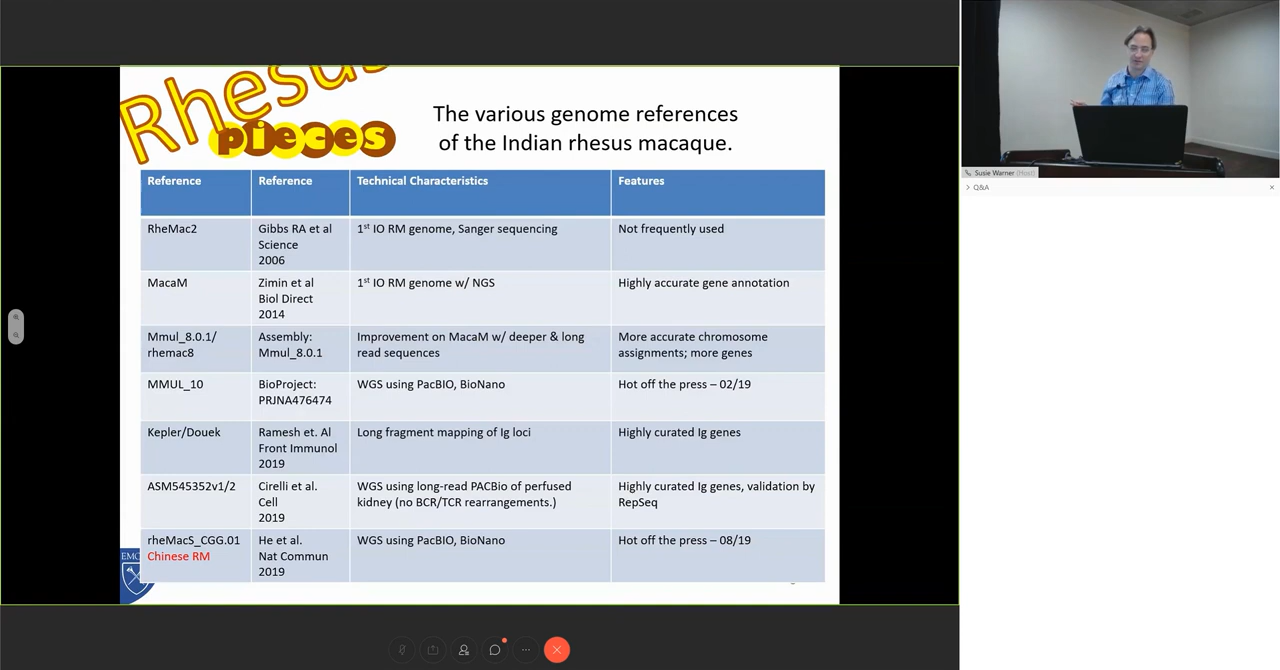 Rhesus
pieces
The various genome references
of the Indian rhesus macaque.
Reference
Reference
Technical Characteristics
Features
RheMac2
Gibbs RA et al
Science
2006
1st IO RM genome, Sanger sequencing
Not frequently used
MacaM
Zimin et al
Biol Direct
2014
1st IO RM genome w/ NGS
Highly accurate gene annotation
Mmul_8.0.1/
rhemac8
Assembly:
Mmul_8.0.1
Improvement on MacaM w/ deeper & long
read sequences
More accurate chromosome
assignments; more genes
MMUL_10
BioProject:
PRJNA476474
WGS using PacBIO, BioNano
Hot off the press – 02/19
Kepler/Douek
Ramesh et. Al
Front Immunol
2019
Long fragment mapping of Ig loci
Highly curated Ig genes
ASM545352v1/2
Cirelli et al.
Cell
2019
WGS using long-read PACBio of perfused
kidney (no BCR/TCR rearrangements.)
Highly curated Ig genes, validation by
RepSeq
rheMacS_CGG.01
Chinese RM
He et al.
Nat Commun
2019
WGS using PacBIO, BioNano
Hot off the press – 08/19
Susie Warner (Host)
Q&A